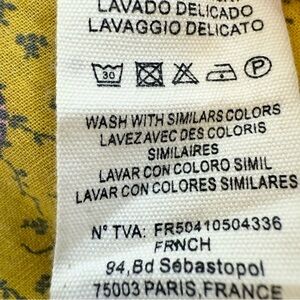 LAVADO DELICADO
LAVAGGIO DELICATO
30
P
WASH WITH SIMILARS COLORS
LAVEZ AVEC DES COLORIS
SIMILAIRES
LAVAR CON COLORO SIMIL
LAVAR CON COLORES SIMILARES
N° TVA: FR50410504336
FRNCH
94,Bd Sébastopol
75003 PARIS, FRANCE